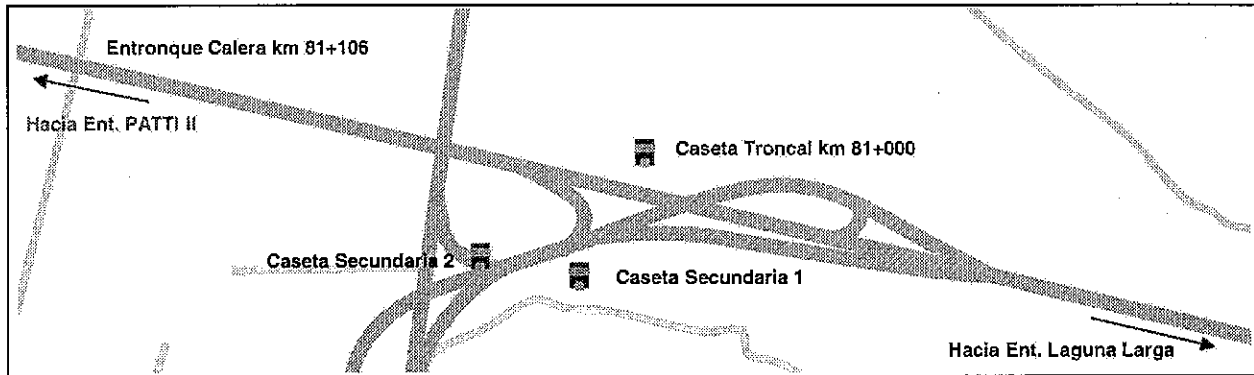 Entronque Calera km 81+106
Hacia Ent. PATTI II
Caseta Troncal km 81+000
Caseta Secundaria 2
Caseta Secundaria 1
Hacia Ent. Laguna Larga